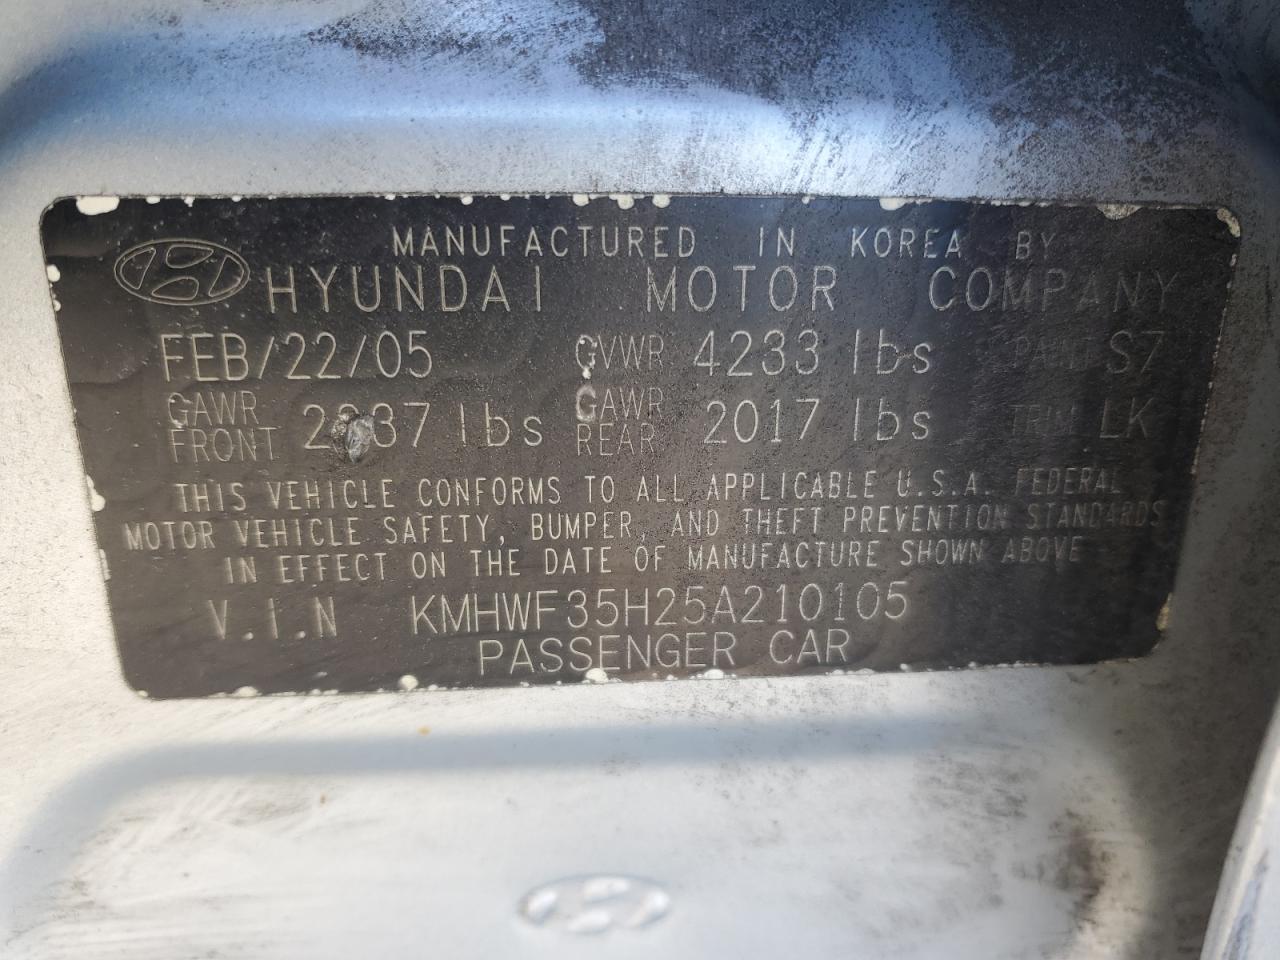 MANUFACTURED IN KOREA BY
HYUNDAI MOTOR COMPANY
FEB/22/05 GVWR 4233 lbs PAINT S7
GAWR FRONT lbs GAWR REAR 2017 lbs TRIM LK
THIS VEHICLE CONFORMS TO ALL APPLICABLE U.S.A. FEDERAL
MOTOR VEHICLE SAFETY, BUMPER, AND THEFT PREVENTION STANDARDS
IN EFFECT ON THE DATE OF MANUFACTURE SHOWN ABOVE
V.I.N KMHWF35H25A210105
PASSENGER CAR